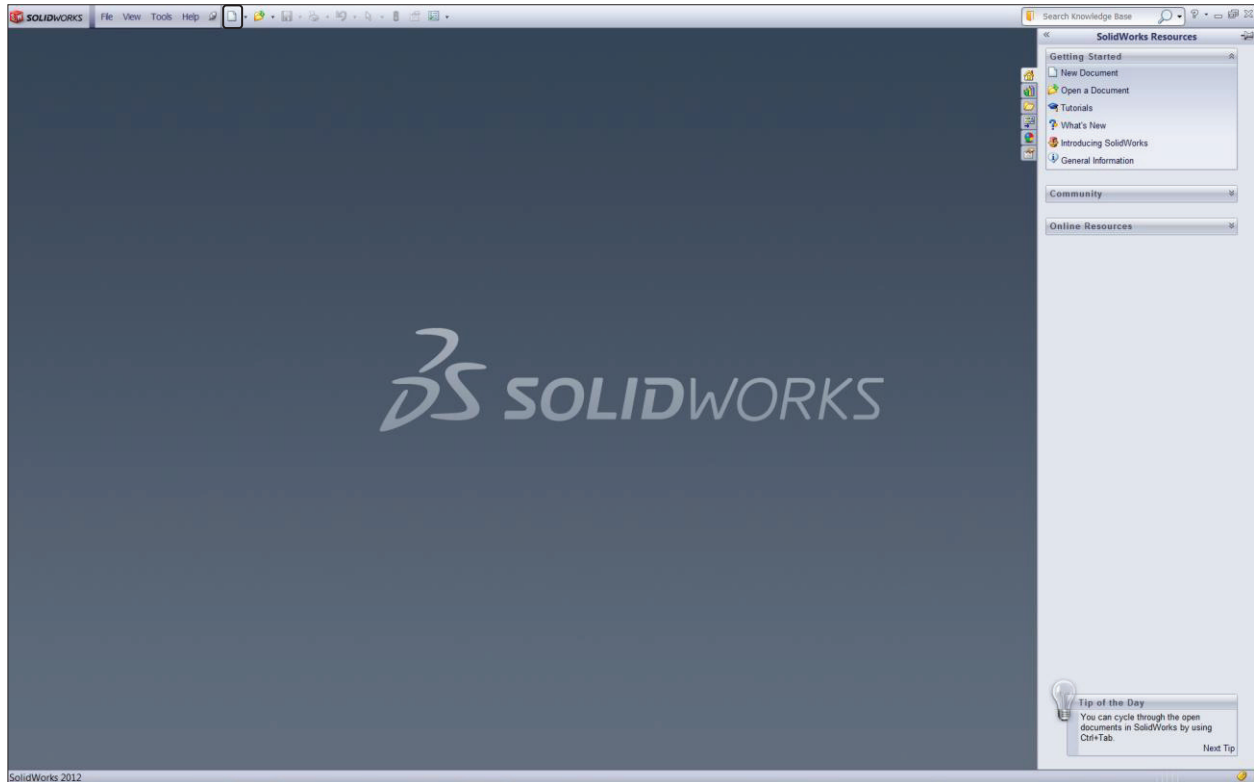 SOLIDWORKS File View Tools Help Search Knowledge Base
SolidWorks Resources
Getting Started
New Document
Open a Document
Tutorials
What's New
Introducing SolidWorks
General Information
Community
Online Resources
SOLIDWORKS
Tip of the Day
You can cycle through the open
documents in SolidWorks by using
Ctrl+Tab.
Next Tip
SolidWorks 2012